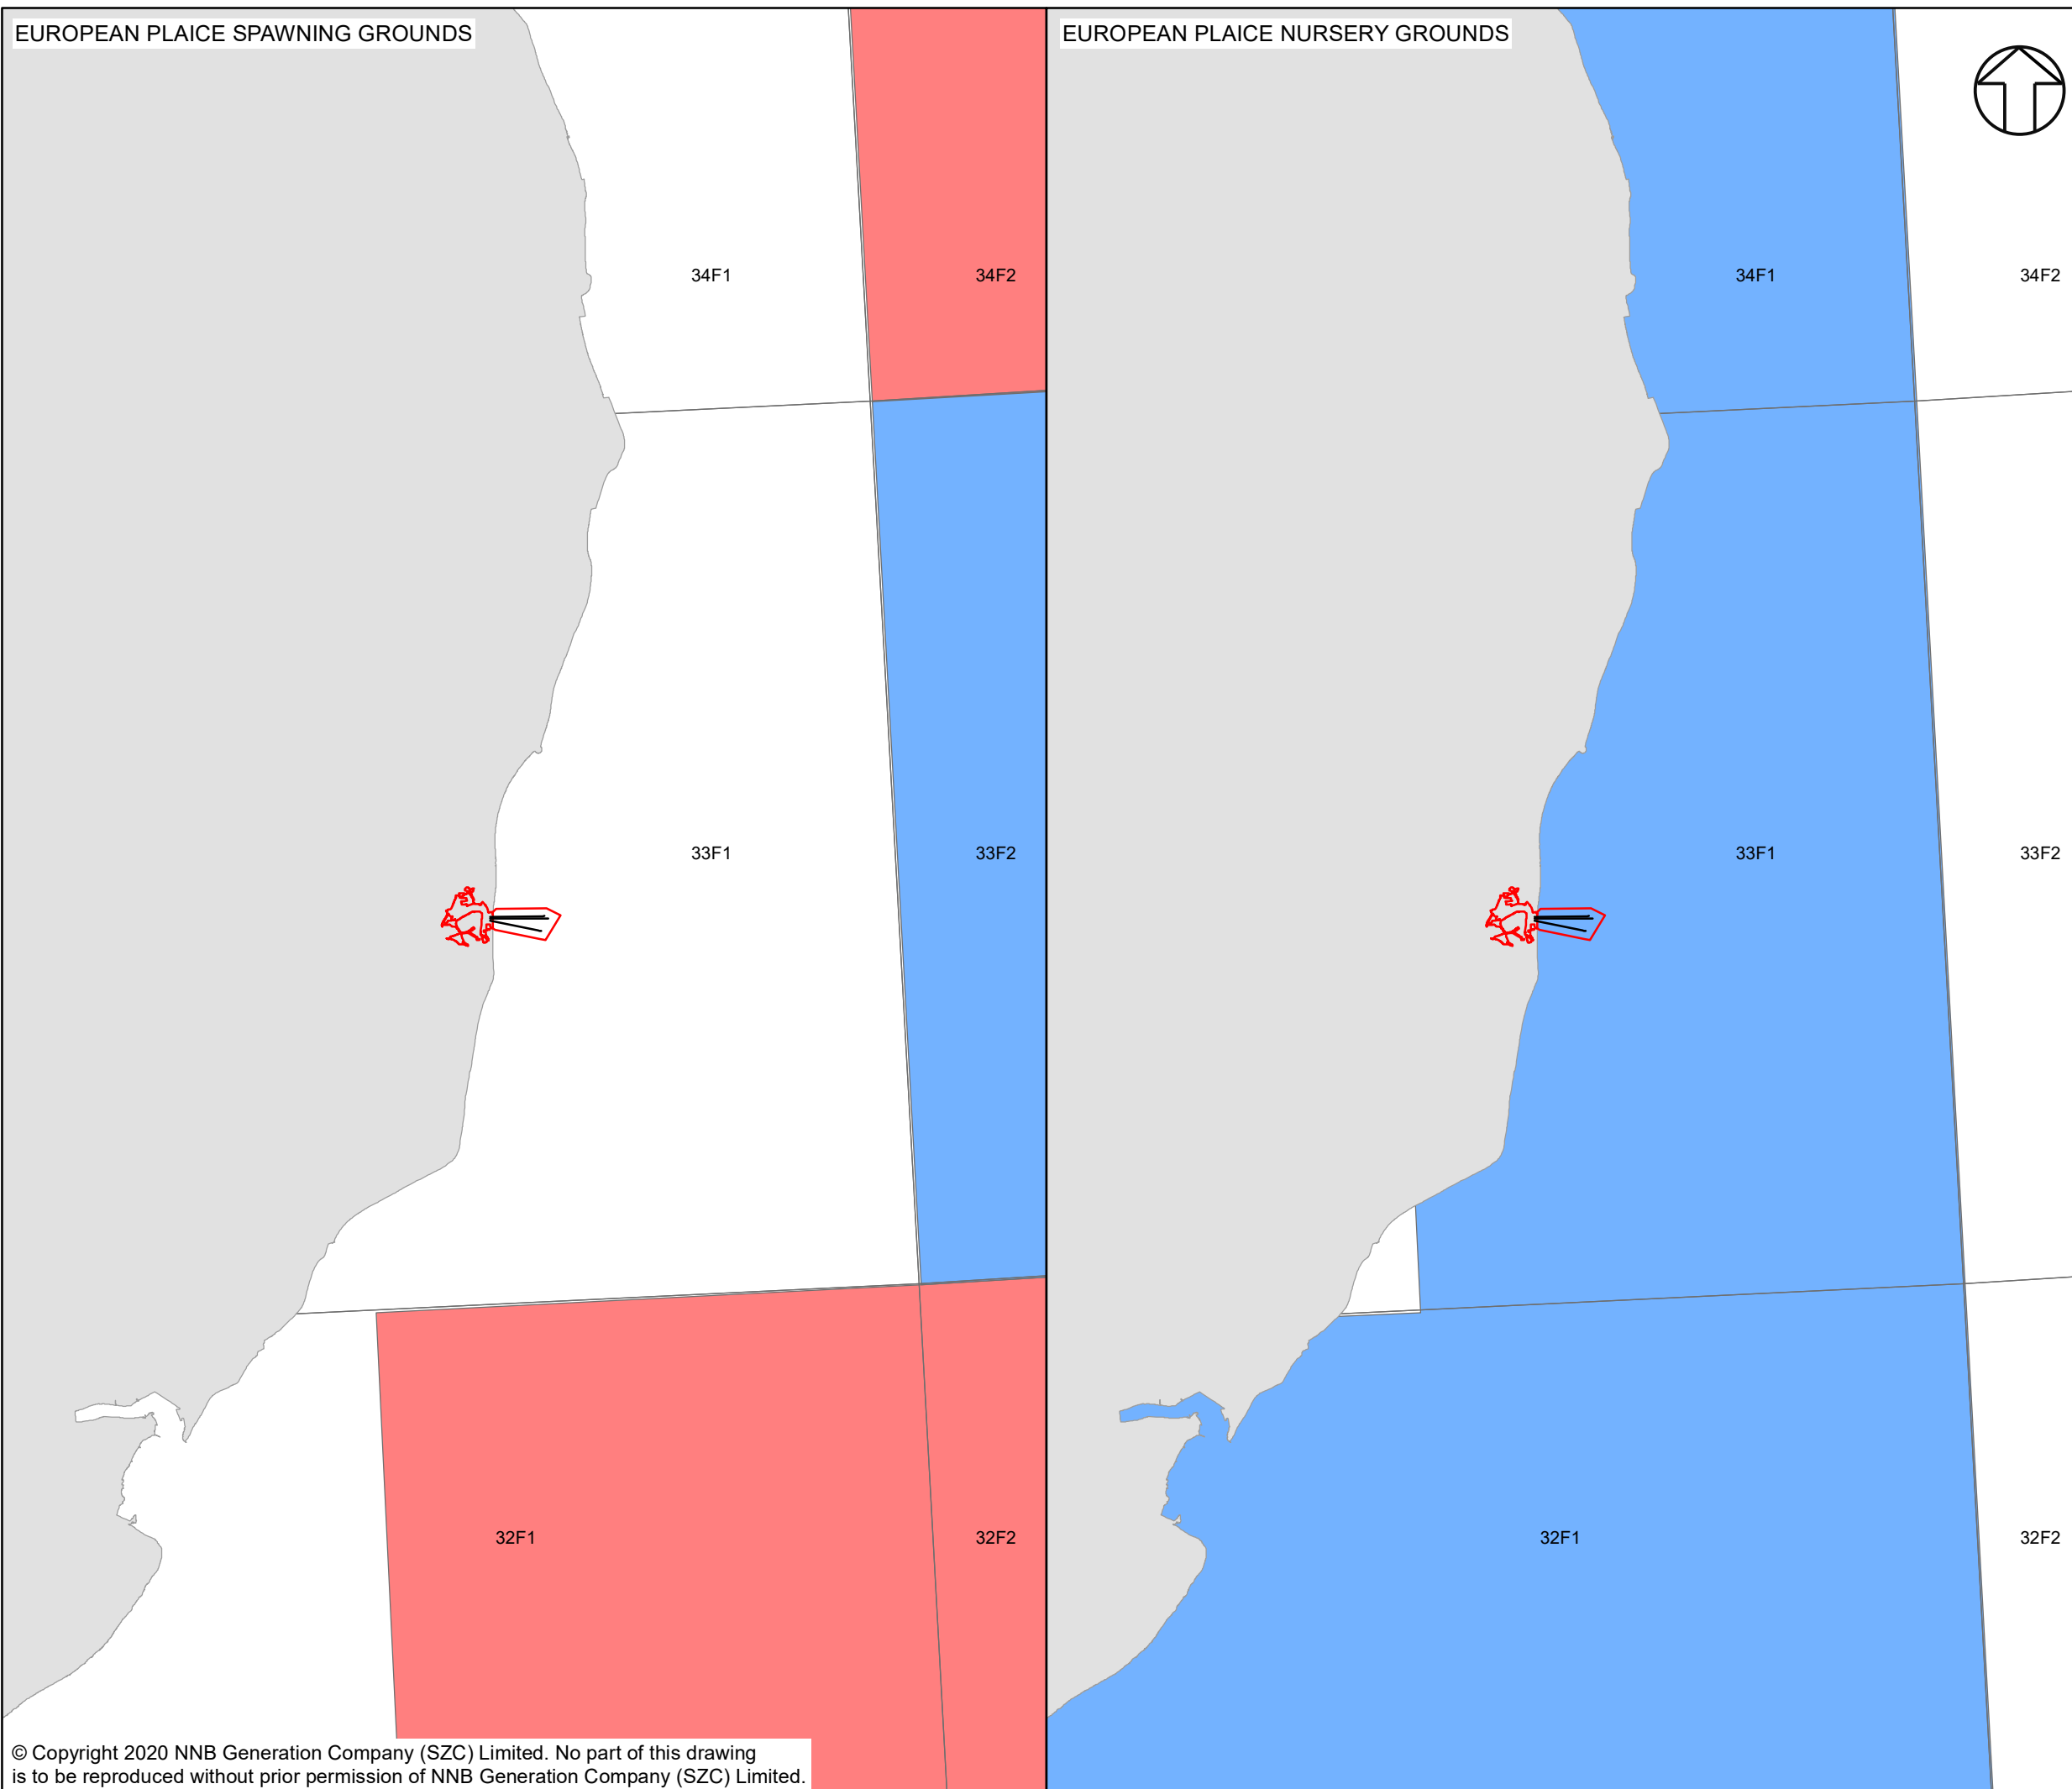 EUROPEAN PLAICE SPAWNING GROUNDS
34F1
34F2
33F1
33F2
32F1
32F2
© Copyright 2020 NNB Generation Company (SZC) Limited. No part of this drawing
is to be reproduced without prior permission of NNB Generation Company (SZC) Limited.
EUROPEAN PLAICE NURSERY GROUNDS
34F1
34F2
33F1
33F2
32F1
32F2